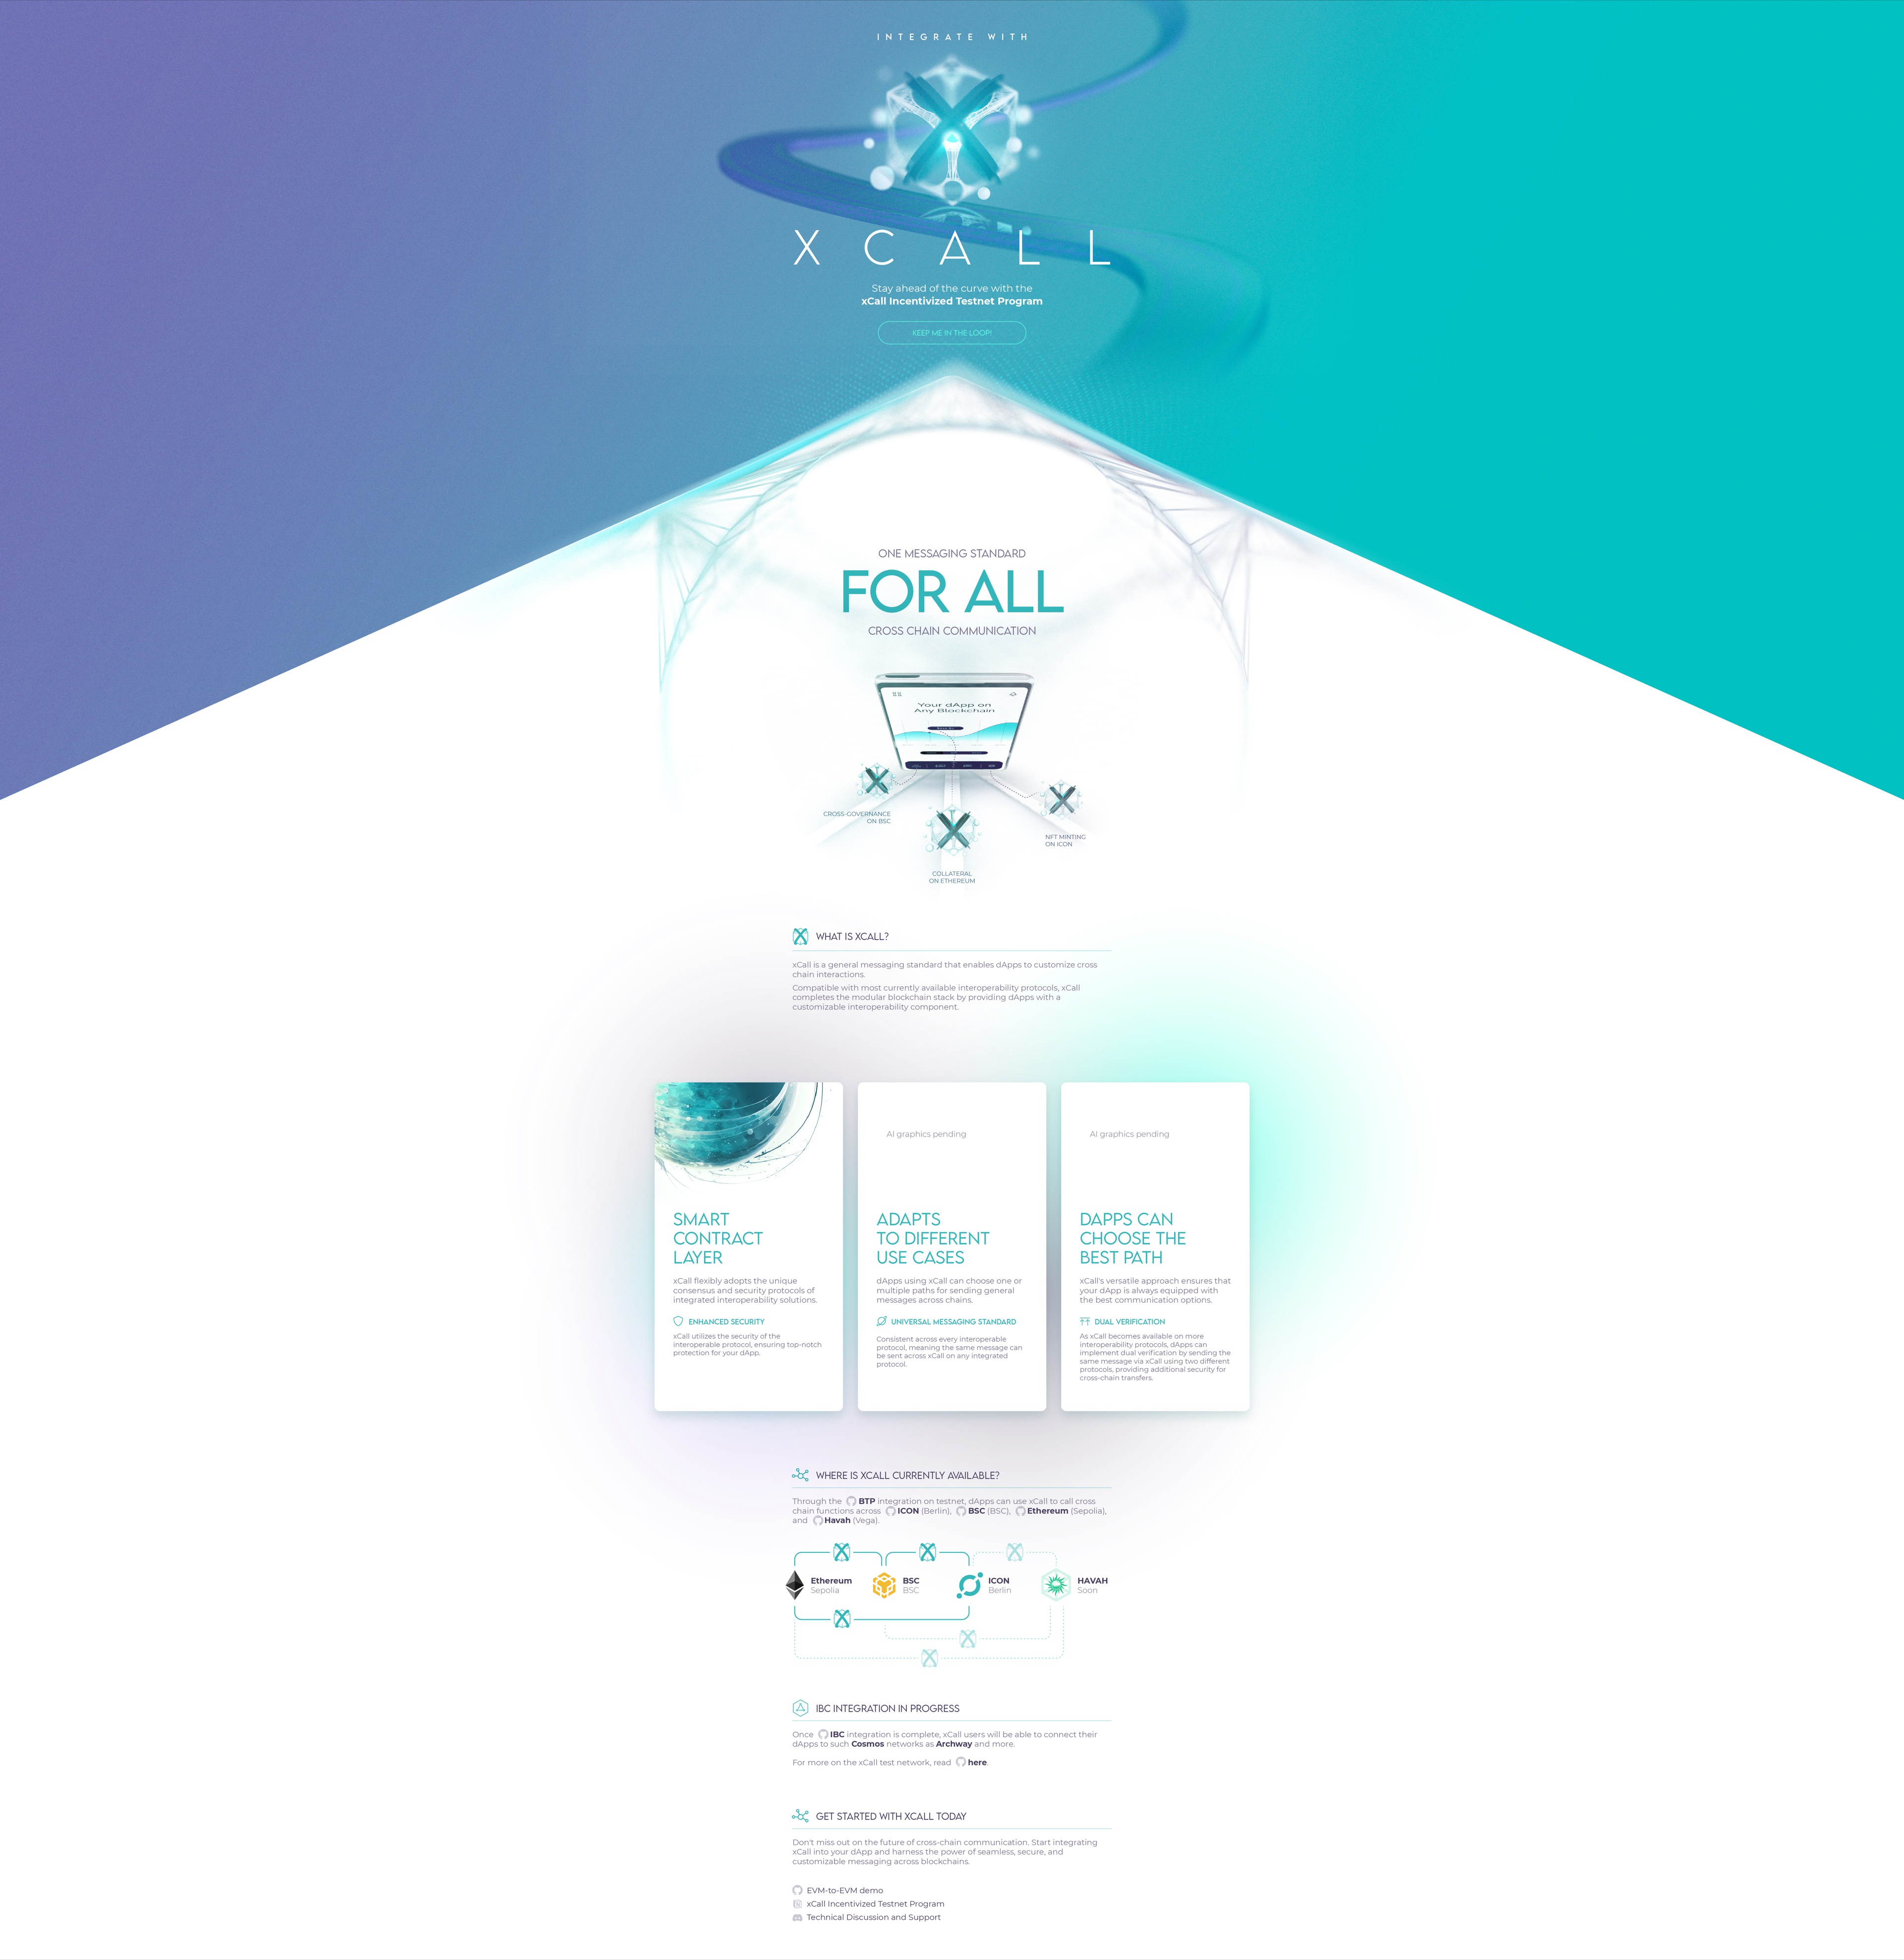 INTEGRATE WITH
XCALL
Stay ahead of the curve with the
xCall Incentivized Testnet Program
KEEP ME IN THE LOOP!
ONE MESSAGING STANDARD
FOR ALL
CROSS CHAIN COMMUNICATION
Your dApp on
Any Blockchain
CROSS-GOVERNANCE
ON BSC
NFT MINTING
ON ICON
COLLATERAL
ON ETHEREUM
WHAT IS XCALL?
xCall is a general messaging standard that enables dApps to customize cross
chain interactions.
Compatible with most currently available interoperability protocols, xCall
completes the modular blockchain stack by providing dApps with a
customizable interoperability component.
SMART
CONTRACT
LAYER
xCall flexibly adopts the unique
consensus and security protocols of
integrated interoperability solutions.
ENHANCED SECURITY
xCall utilizes the security of the
interoperable protocol, ensuring top-notch
protection for your dApp.
AI graphics pending
ADAPTS
TO DIFFERENT
USE CASES
dApps using xCall can choose one or
multiple paths for sending general
messages across chains.
UNIVERSAL MESSAGING STANDARD
Consistent across every interoperable
protocol, meaning the same message can
be sent across xCall on any integrated
protocol.
AI graphics pending
DAPPS CAN
CHOOSE THE
BEST PATH
xCall's versatile approach ensures that
your dApp is always equipped with
the best communication options.
DUAL VERIFICATION
As xCall becomes available on more
interoperability protocols, dApps can
implement dual verification by sending the
same message via xCall using two different
protocols, providing additional security for
cross-chain transfers.
WHERE IS XCALL CURRENTLY AVAILABLE?
Through the BTP integration on testnet, dApps can use xCall to call cross
chain functions across ICON (Berlin), BSC (BSC), Ethereum (Sepolia),
and Havah (Vega).
Ethereum
Sepolia
BSC
BSC
ICON
Berlin
HAVAH
Soon
IBC INTEGRATION IN PROGRESS
Once IBC integration is complete, xCall users will be able to connect their
dApps to such Cosmos networks as Archway and more.
For more on the xCall test network, read here.
GET STARTED WITH XCALL TODAY
Don't miss out on the future of cross-chain communication. Start integrating
xCall into your dApp and harness the power of seamless, secure, and
customizable messaging across blockchains.
EVM-to-EVM demo
xCall Incentivized Testnet Program
Technical Discussion and Support